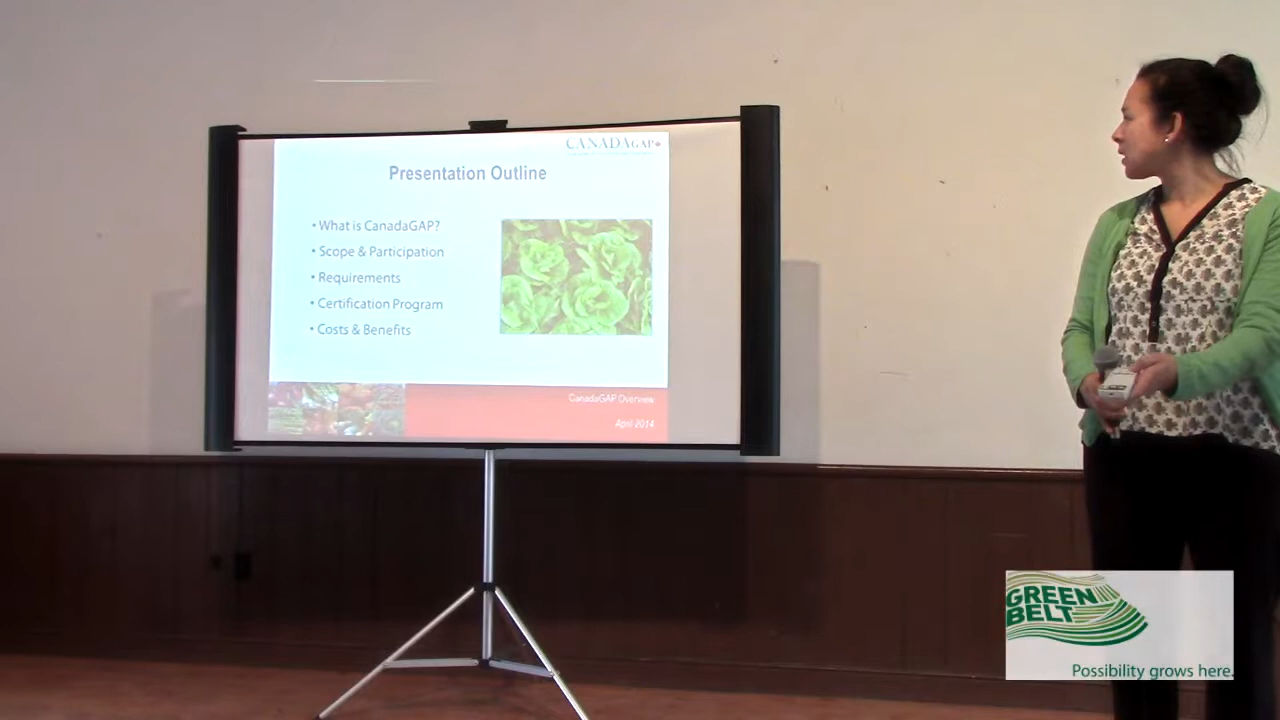 CANADAGAP
Presentation Outline
• What is CanadaGAP?
• Scope & Participation
• Requirements
• Certification Program
• Costs & Benefits
CanadaGAP Overview
April 2014
GREEN
BELT
Possibility grows here.